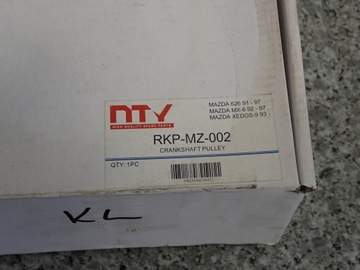 NTY
HIGH QUALITY SPARE PARTS
MAZDA 626 91 - 97
MAZDA MX-6 92 - 97
MAZDA XEDOS-9 93 -
RKP-MZ-002
CRANKSHAFT PULLEY
QTY: 1PC
KL